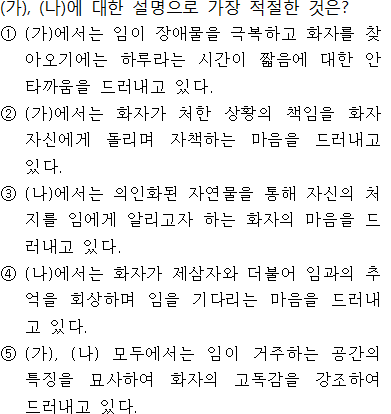 (가), (나)에 대한 설명으로 가장 적절한 것은?
① (가)에서는 임이 장애물을 극복하고 화자를 찾
아오기에는 하루라는 시간이 짧음에 대한 안
타까움을 드러내고 있다.
② (가)에서는 화자가 처한 상황의 책임을 화자
자신에게 돌리며 자책하는 마음을 드러내고
있다.
③ (나)에서는 의인화된 자연물을 통해 자신의 처
지를 임에게 알리고자 하는 화자의 마음을 드
러내고 있다.
④ (나)에서는 화자가 제삼자와 더불어 임과의 추
억을 회상하며 임을 기다리는 마음을 드러내
고 있다.
⑤ (가), (나) 모두에서는 임이 거주하는 공간의
특징을 묘사하여 화자의 고독감을 강조하여
드러내고 있다.